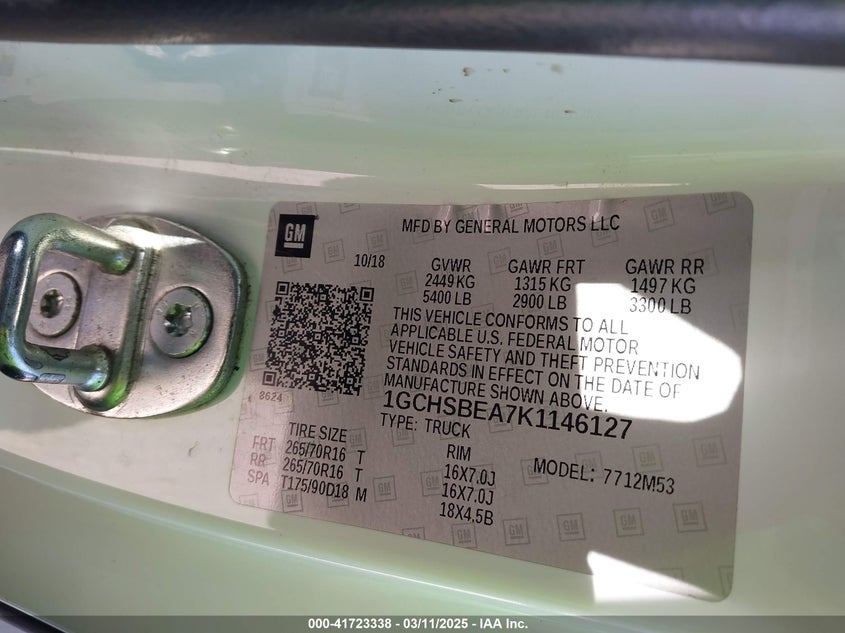 GM
MFD BY GENERAL MOTORS LLC
10/18
GVWR GAWR FRT GAWR RR
2449 KG 1315 KG 1497 KG
5400 LB 2900 LB 3300 LB
THIS VEHICLE CONFORMS TO ALL
APPLICABLE U.S. FEDERAL MOTOR
VEHICLE SAFETY AND THEFT PREVENTION
STANDARDS IN EFFECT ON THE DATE OF
MANUFACTURE SHOWN ABOVE.
8624
1GCHSBEA7K1146127
TYPE: TRUCK
TIRE SIZE RIM MODEL: 7712M53
FRT 265/70R16 T 16X7.0J
RR 265/70R16 T 16X7.0J
SPA T175/90D18 M 18X4.5B
000-41723338 - 03/11/2025 - IAA Inc.